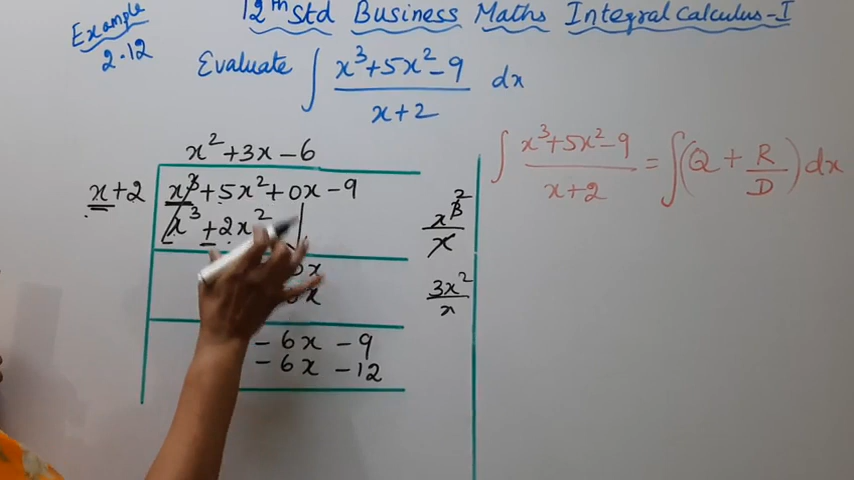 12th Std Business Maths Integral calculus-I
Example
2.12
Evaluate ∫ x³+5x²-9 / x+2 dx
x²+3x-6
x+2 x³+5x²+0x-9
x³+2x²
x
x
-6x -9
-6x -12
x³² / x
3x² / x
∫ x³+5x²-9 / x+2 = ∫(Q + R/D) dx